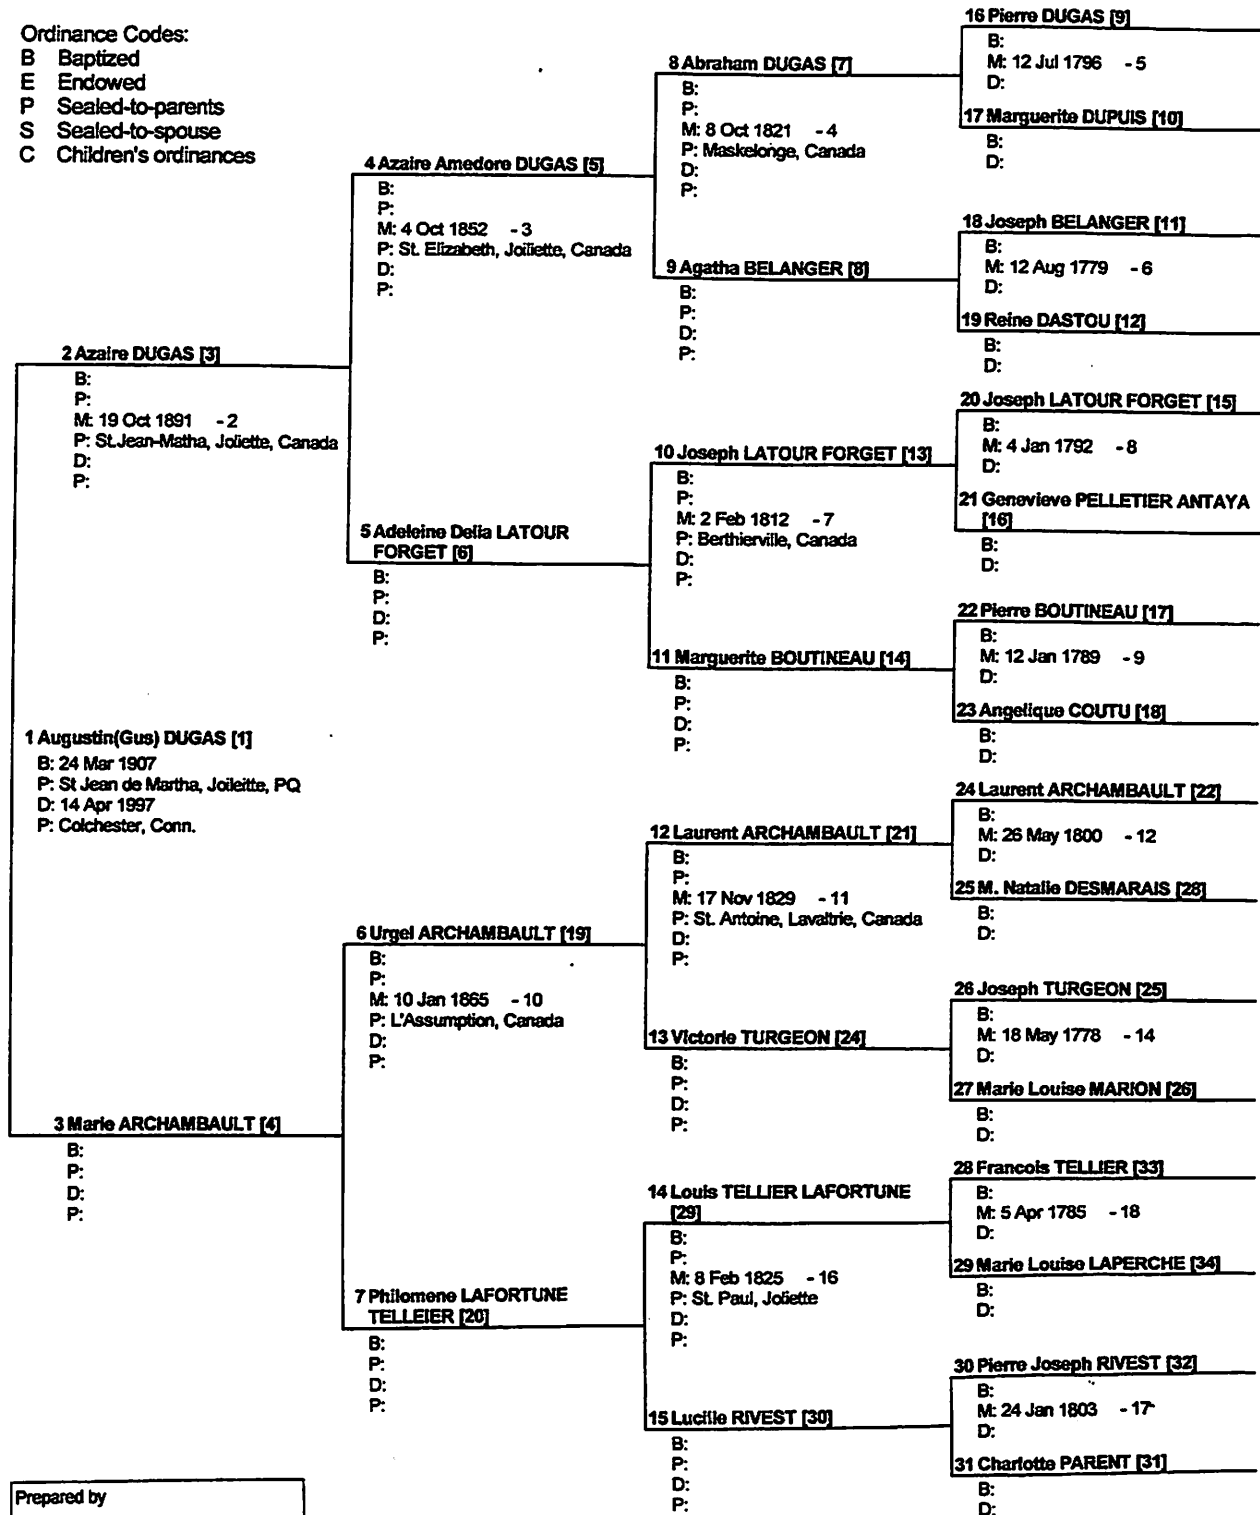 Ordinance Codes:
B Baptized
E Endowed
P Sealed-to-parents
S Sealed-to-spouse
C Children's ordinances
16 Pierre DUGAS [9]
B:
M: 12 Jul 1796 - 5
D:
8 Abraham DUGAS [7]
B:
P:
M: 8 Oct 1821 - 4
P: Maskelonge, Canada
D:
P:
17 Marguerite DUPUIS [10]
B:
D:
4 Azaire Amedore DUGAS [5]
B:
P:
M: 4 Oct 1852 - 3
P: St. Elizabeth, Joiliette, Canada
D:
P:
18 Joseph BELANGER [11]
B:
M: 12 Aug 1779 - 6
D:
9 Agatha BELANGER [8]
B:
P:
D:
P:
19 Reine DASTOU [12]
B:
D:
2 Azaire DUGAS [3]
B:
P:
M: 19 Oct 1891 - 2
P: St.Jean-Matha, Joliette, Canada
D:
P:
20 Joseph LATOUR FORGET [15]
B:
M: 4 Jan 1792 - 8
D:
10 Joseph LATOUR FORGET [13]
B:
P:
M: 2 Feb 1812 - 7
P: Berthierville, Canada
D:
P:
21 Genevieve PELLETIER ANTAYA
[16]
B:
D:
5 Adeleine Delia LATOUR
FORGET [6]
B:
P:
D:
P:
22 Pierre BOUTINEAU [17]
B:
M: 12 Jan 1789 - 9
D:
11 Marguerite BOUTINEAU [14]
B:
P:
D:
P:
23 Angelique COUTU [18]
B:
D:
1 Augustin(Gus) DUGAS [1]
B: 24 Mar 1907
P: St Jean de Martha, Joileitte, PQ
D: 14 Apr 1997
P: Colchester, Conn.
24 Laurent ARCHAMBAULT [22]
B:
M: 26 May 1800 - 12
D:
12 Laurent ARCHAMBAULT [21]
B:
P:
M: 17 Nov 1829 - 11
P: St. Antoine, Lavaltrie, Canada
D:
P:
25 M. Natalie DESMARAIS [28]
B:
D:
6 Urgel ARCHAMBAULT [19]
B:
P:
M: 10 Jan 1865 - 10
P: L'Assumption, Canada
D:
P:
26 Joseph TURGEON [25]
B:
M: 18 May 1778 - 14
D:
13 Victorie TURGEON [24]
B:
P:
D:
P:
27 Marie Louise MARION [26]
B:
D:
3 Marie ARCHAMBAULT [4]
B:
P:
D:
P:
28 Francois TELLIER [33]
B:
M: 5 Apr 1785 - 18
D:
14 Louis TELLIER LAFORTUNE
[29]
B:
P:
M: 8 Feb 1825 - 16
P: St. Paul, Joliette
D:
P:
29 Marie Louise LAPERCHE [34]
B:
D:
7 Philomene LAFORTUNE
TELLEIER [20]
B:
P:
D:
P:
30 Pierre Joseph RIVEST [32]
B:
M: 24 Jan 1803 - 17
D:
15 Lucille RIVEST [30]
B:
P:
D:
P:
31 Charlotte PARENT [31]
B:
D:
Prepared by